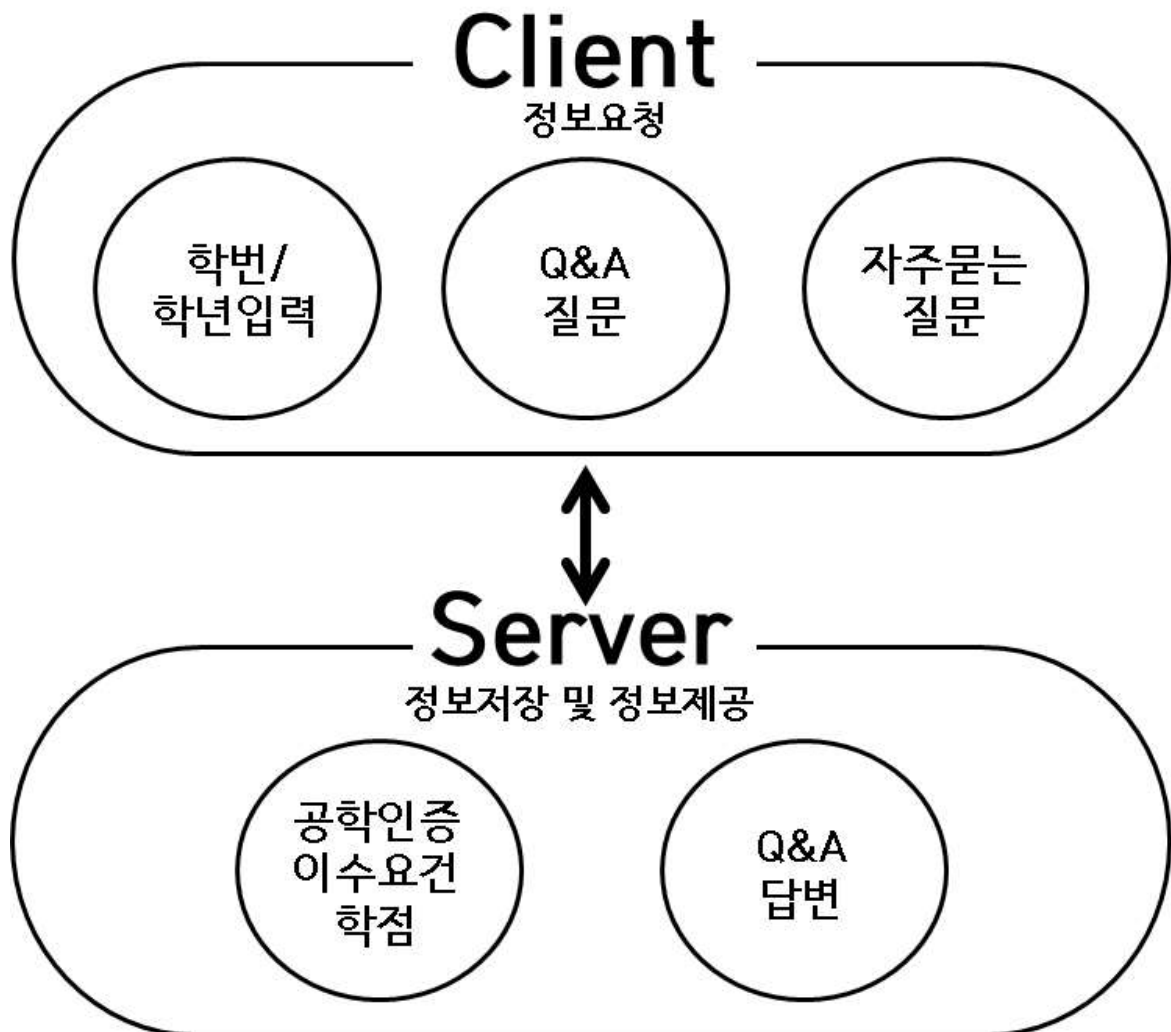 Client
정보요청
학번/
학년입력
Q&A
질문
자주묻는
질문
Server
정보저장 및 정보제공
공학인증
이수요건
학점
Q&A
답변